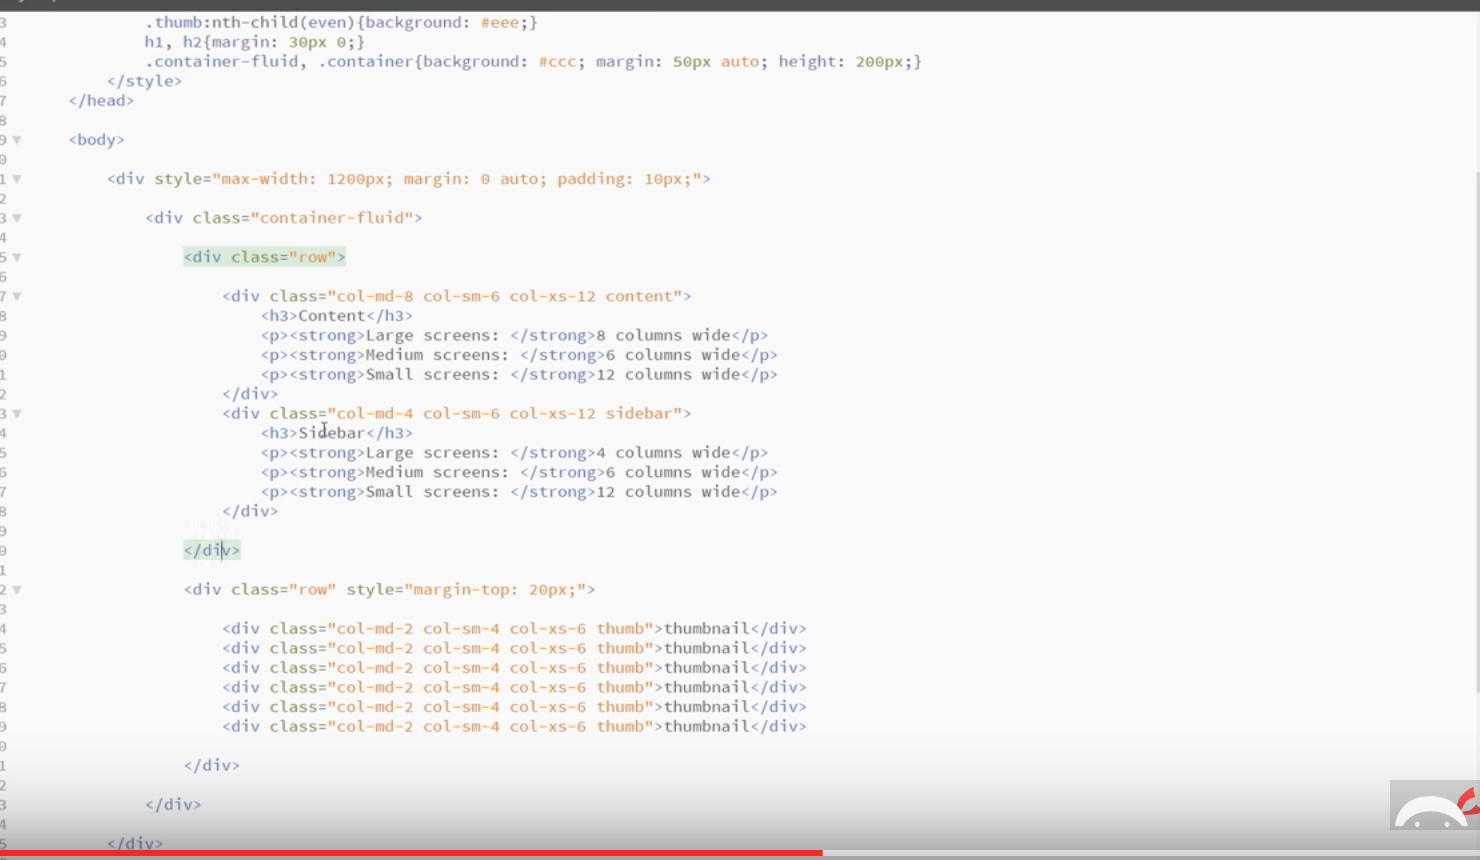 3 .thumb:nth-child(even){background: #eee;}
4 h1, h2{margin: 30px 0;}
5 .container-fluid, .container{background: #ccc; margin: 50px auto; height: 200px;}
6 </style>
7 </head>
8
9 <body>
0
1 <div style="max-width: 1200px; margin: 0 auto; padding: 10px;">
2
3 <div class="container-fluid">
4
5 <div class="row">
6
7 <div class="col-md-8 col-sm-6 col-xs-12 content">
8 <h3>Content</h3>
9 <p><strong>Large screens: </strong>8 columns wide</p>
0 <p><strong>Medium screens: </strong>6 columns wide</p>
1 <p><strong>Small screens: </strong>12 columns wide</p>
2 </div>
3 <div class="col-md-4 col-sm-6 col-xs-12 sidebar">
4 <h3>Sidebar</h3>
5 <p><strong>Large screens: </strong>4 columns wide</p>
6 <p><strong>Medium screens: </strong>6 columns wide</p>
7 <p><strong>Small screens: </strong>12 columns wide</p>
8 </div>
9
0 </div>
1
2 <div class="row" style="margin-top: 20px;">
3
4 <div class="col-md-2 col-sm-4 col-xs-6 thumb">thumbnail</div>
5 <div class="col-md-2 col-sm-4 col-xs-6 thumb">thumbnail</div>
6 <div class="col-md-2 col-sm-4 col-xs-6 thumb">thumbnail</div>
7 <div class="col-md-2 col-sm-4 col-xs-6 thumb">thumbnail</div>
8 <div class="col-md-2 col-sm-4 col-xs-6 thumb">thumbnail</div>
9 <div class="col-md-2 col-sm-4 col-xs-6 thumb">thumbnail</div>
0
1 </div>
2
3 </div>
4
5 </div>